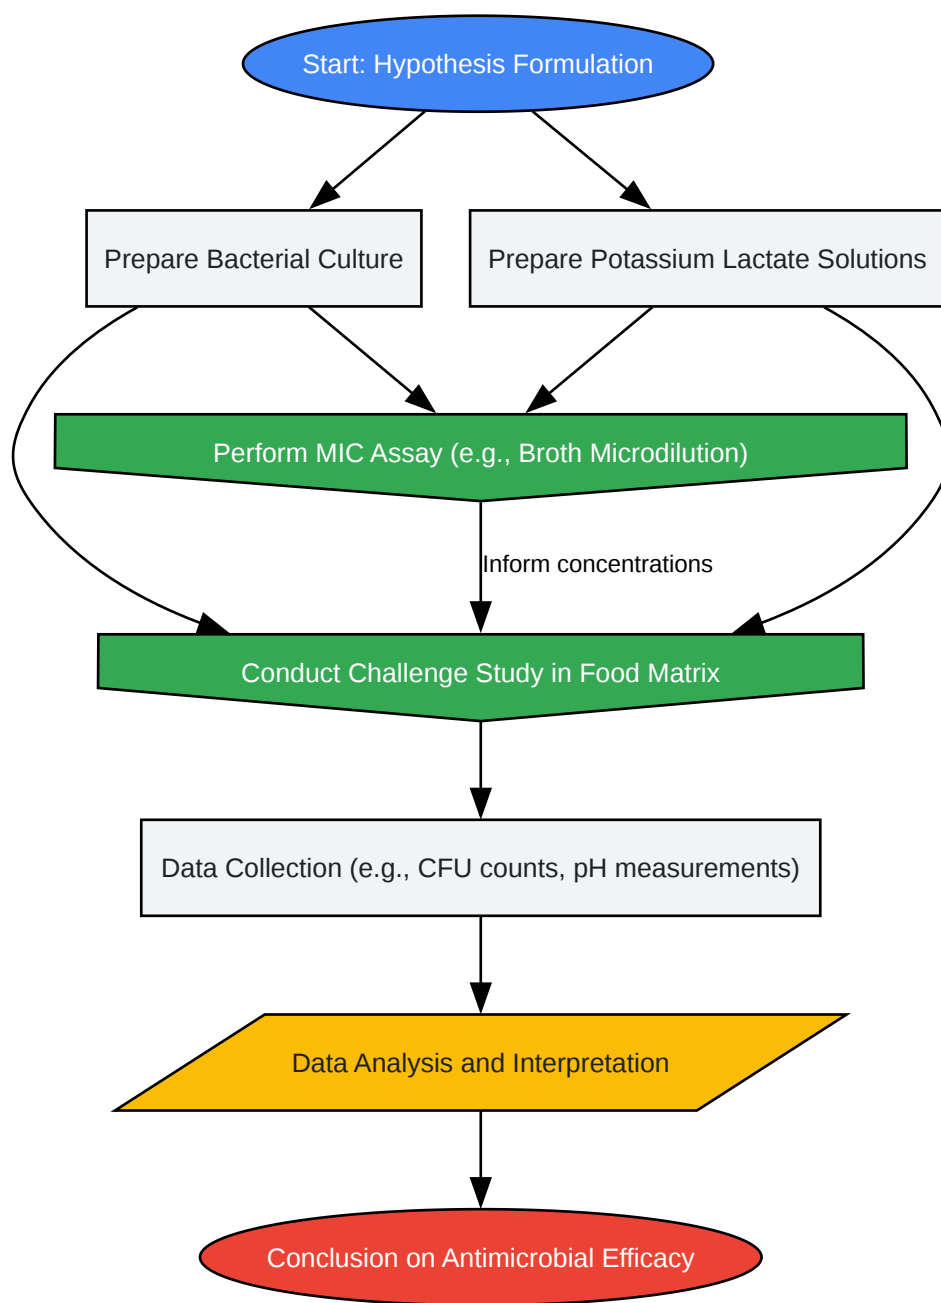 Start: Hypothesis Formulation
Prepare Bacterial Culture
Prepare Potassium Lactate Solutions
Perform MIC Assay (e.g., Broth Microdilution)
Inform concentrations
Conduct Challenge Study in Food Matrix
Data Collection (e.g., CFU counts, pH measurements)
Data Analysis and Interpretation
Conclusion on Antimicrobial Efficacy